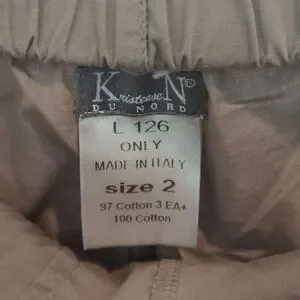 KristenseN®
DU NORD
L 126
ONLY
MADE IN ITALY
size 2
97 Cotton 3 EA+
100 Cotton